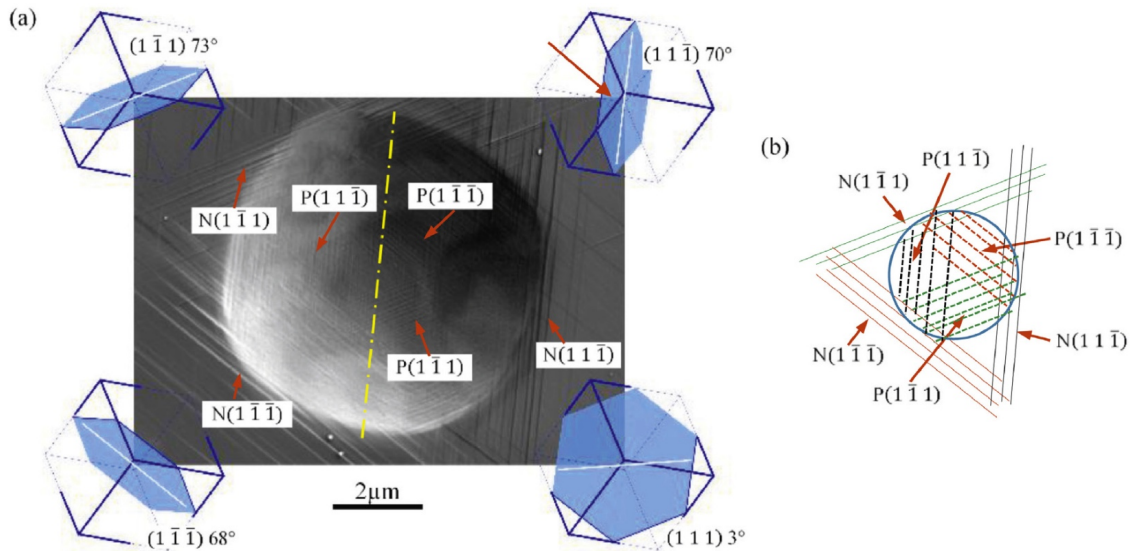 (a)
(1 1̄ 1) 73°
(1 1 1̄) 70°
P(1 1 1̄)
P(1 1̄ 1̄)
N(1 1̄ 1)
P(1 1̄ 1)
N(1 1 1̄)
N(1 1̄ 1̄)
(1 1̄ 1̄) 68°
2μm
(1 1 1) 3°
(b)
P(1 1 1̄)
N(1 1̄ 1)
P(1 1̄ 1̄)
N(1 1 1̄)
N(1 1̄ 1̄)
P(1 1̄ 1)